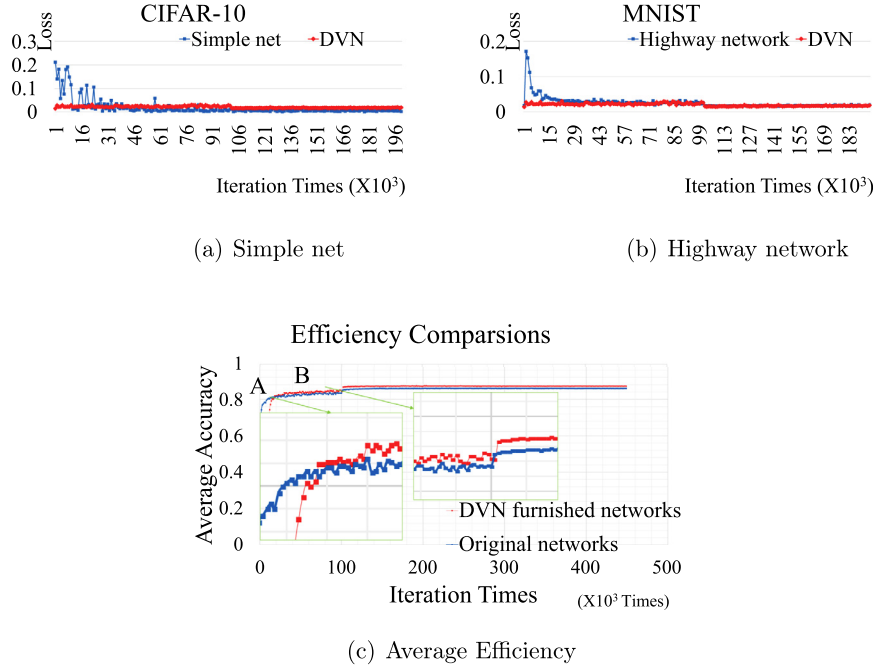 CIFAR-10
Loss
Simple net
DVN
0.3
0.2
0.1
0
1 16 31 46 61 76 91 106 121 136 151 166 181 196
Iteration Times (X10³)
(a) Simple net
MNIST
Loss
Highway network
DVN
0.2
0.1
0
1 15 29 43 57 71 85 99 113 127 141 155 169 183
Iteration Times (X10³)
(b) Highway network
Efficiency Comparsions
Average Accuracy
1
0.8
0.6
0.4
0.2
0
A
B
DVN furnished networks
Original networks
0 100 200 300 400 500
Iteration Times
(X10³ Times)
(c) Average Efficiency